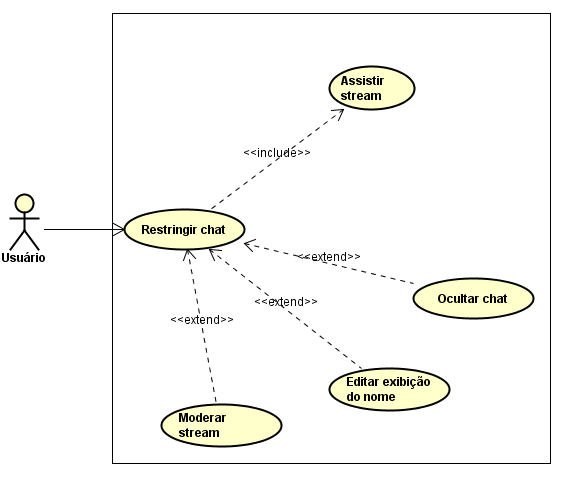 Assistir
stream
<<include>>
Restringir chat
Usuário
<<extend>>
Ocultar chat
<<extend>>
<<extend>>
Editar exibição
do nome
Moderar
stream